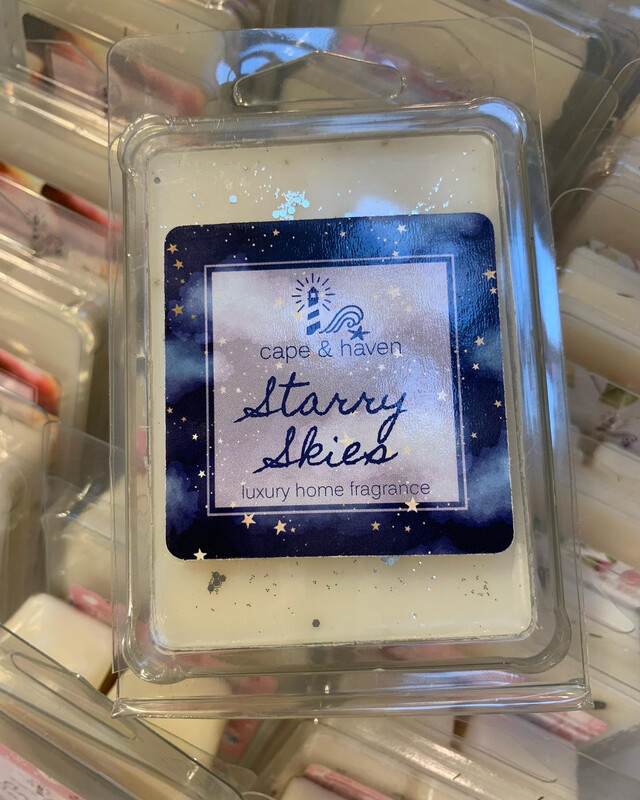 cape & haven
Starry
Skies
luxury home fragrance